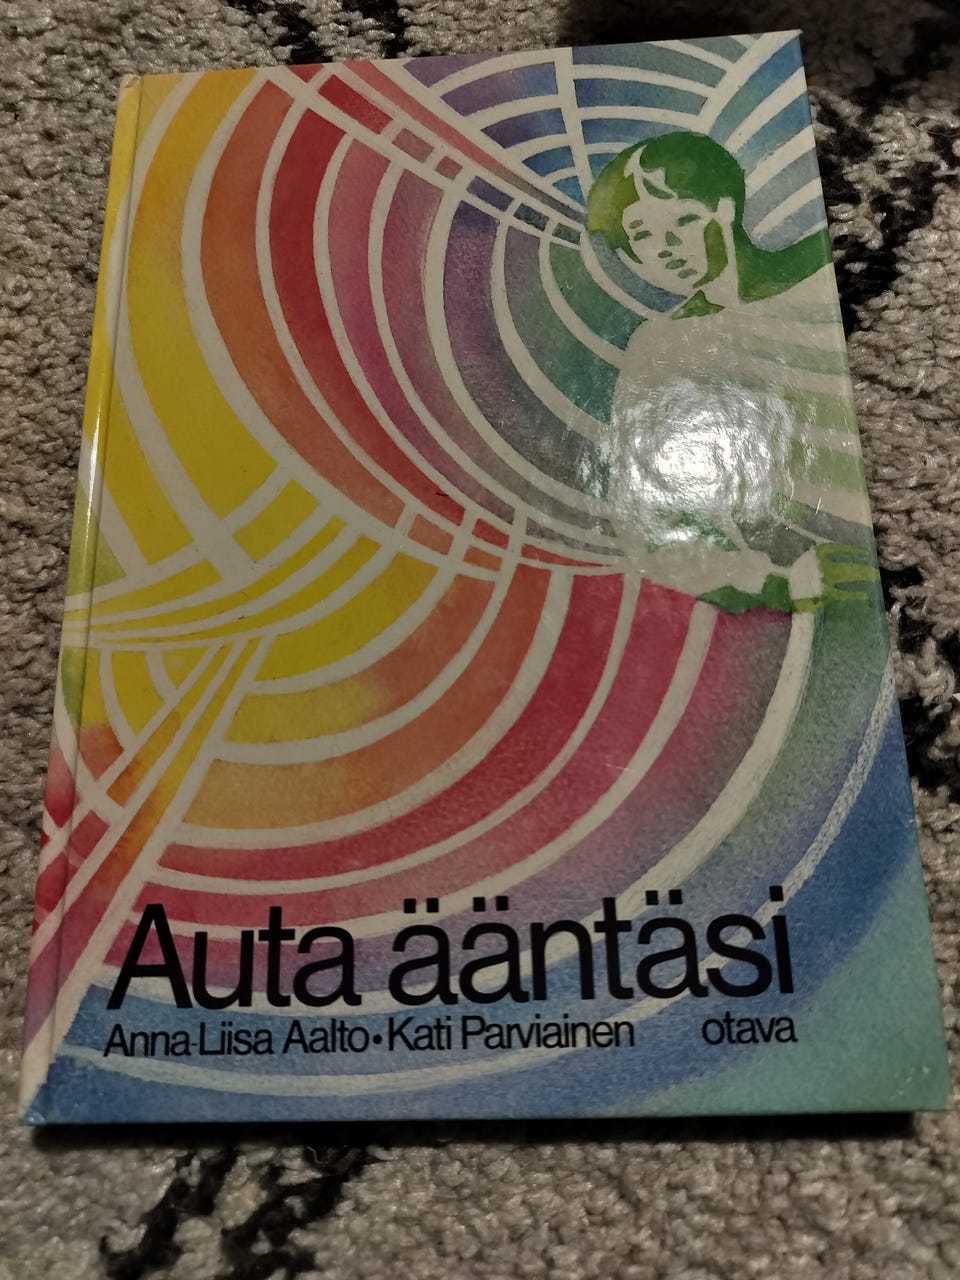 Auta ääntäsi
Anna-Liisa Aalto•Kati Parviainen otava